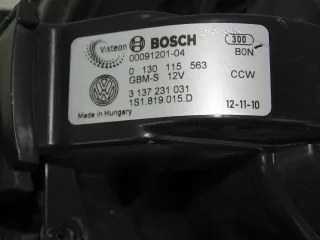 Visteon BOSCH 300
00091201-04 B0N
0 130 115 563
GBM-S 12V CCW
3 137 231 031
1S1.819.015.D 12-11-10
Made in Hungary